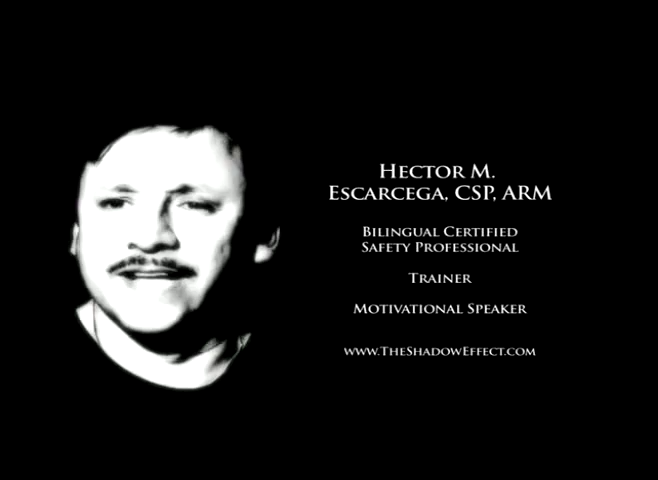 Hector M.
Escarcega, CSP, ARM
Bilingual Certified
Safety Professional
Trainer
Motivational Speaker
www.TheShadowEffect.com